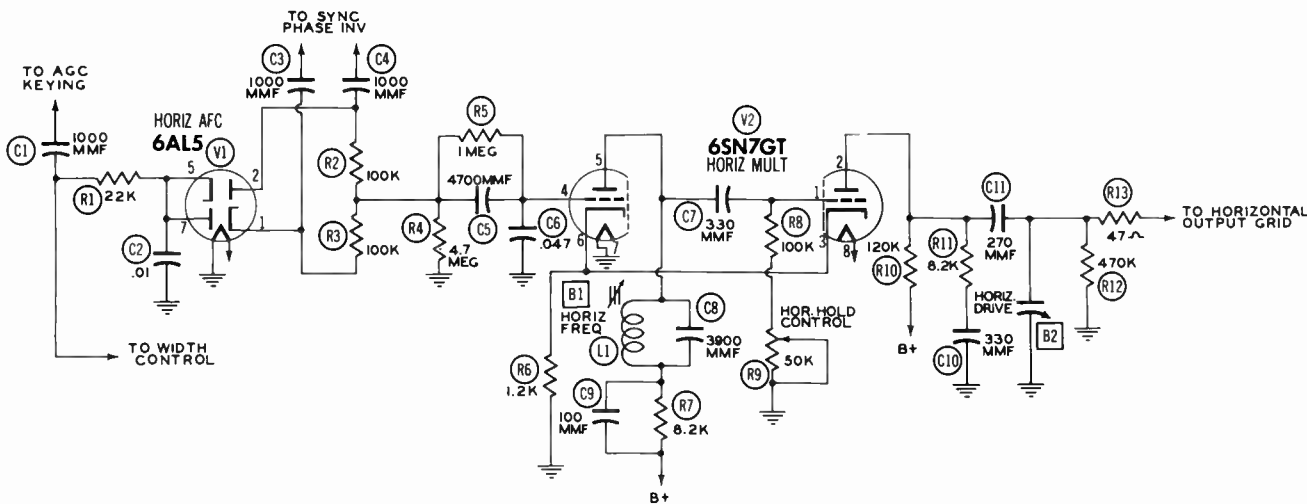 TO SYNC
PHASE INV
TO AGC
KEYING
C3
C4
1000
MMF
1000
MMF
C1
1000
MMF
HORIZ AFC
6AL5
V1
5
2
7
1
R1
22K
C2
.01
R2
100K
R3
100K
R4
4.7
MEG
R5
1 MEG
4700MMF
C5
C6
.047
4
5
6
7
V2
6SN7GT
HORIZ MULT
C7
330
MMF
R8
100K
1
2
3
8
120K
R10
B+
R11
8.2K
C10
330
MMF
C11
270
MMF
R13
47Ω
TO HORIZONTAL
OUTPUT GRID
470K
R12
HORIZ.
DRIVE
B2
B1
HORIZ
FREQ
L1
C8
3900
MMF
HOR. HOLD
CONTROL
R9
50K
R6
1.2K
C9
100
MMF
R7
8.2K
B+
TO WIDTH
CONTROL